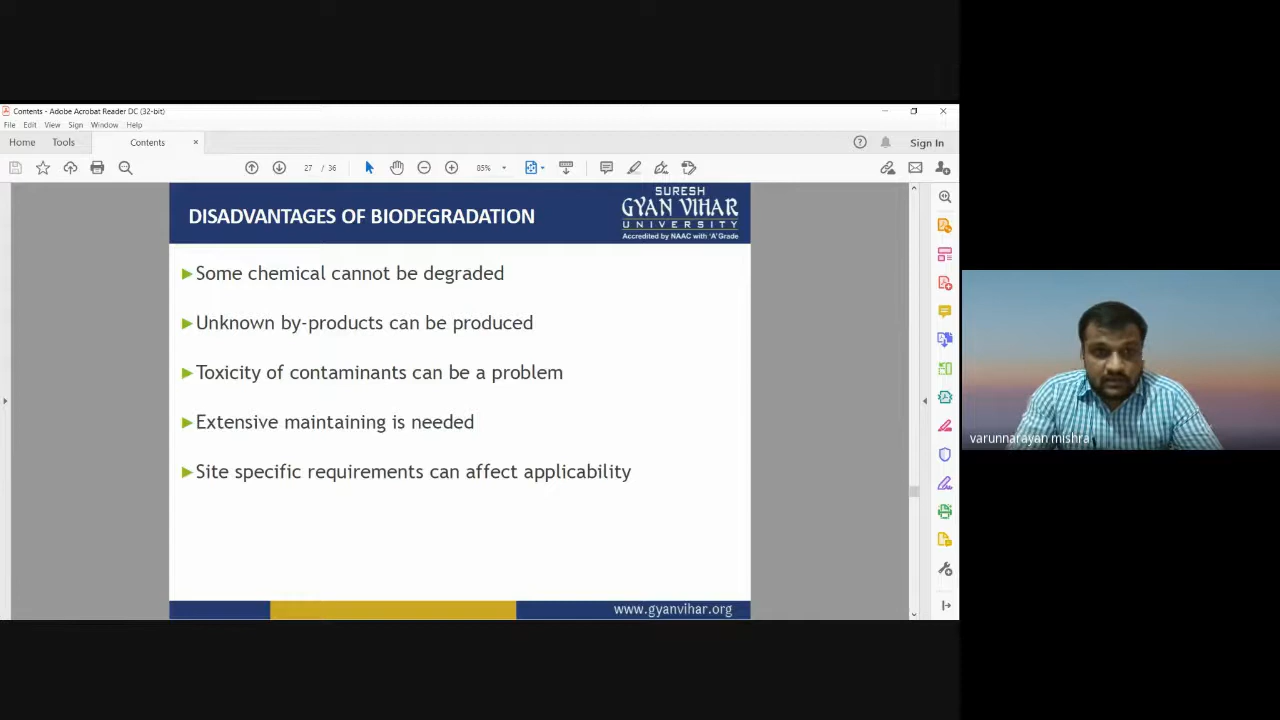 Contents - Adobe Acrobat Reader DC (32-bit)
File Edit View Sign Window Help
Home Tools Contents × Sign In
27 / 36 85%
DISADVANTAGES OF BIODEGRADATION
SURESH
GYAN VIHAR
UNIVERSITY
Accredited by NAAC with 'A' Grade
Some chemical cannot be degraded
Unknown by-products can be produced
Toxicity of contaminants can be a problem
Extensive maintaining is needed
Site specific requirements can affect applicability
www.gyanvihar.org
varunnarayan mishra